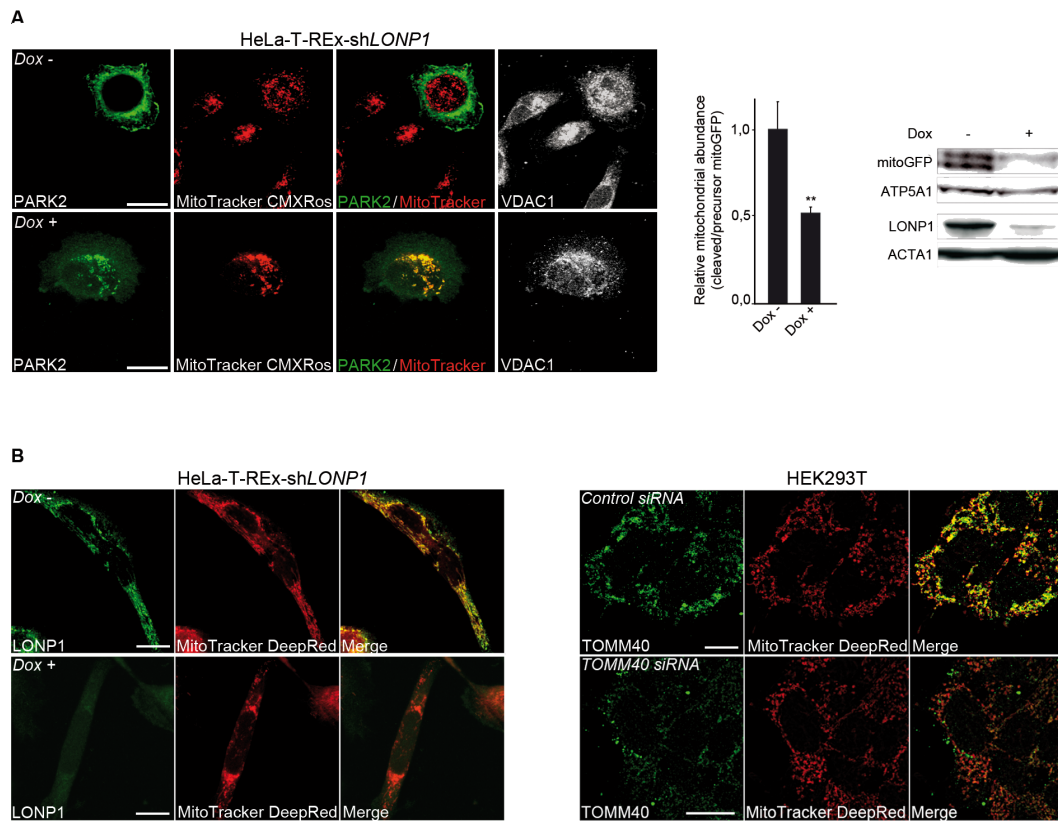 A
HeLa-T-REx-shLONP1
Dox -
PARK2
MitoTracker CMXRos
PARK2/MitoTracker
VDAC1
Dox +
PARK2
MitoTracker CMXRos
PARK2/MitoTracker
VDAC1
Relative mitochondrial abundance
(cleaved/precursor mitoGFP)
1,0
0,5
0,0
**
Dox -
Dox +
Dox - +
mitoGFP
ATP5A1
LONP1
ACTA1
B
HeLa-T-REx-shLONP1
Dox -
LONP1
MitoTracker DeepRed
Merge
Dox +
LONP1
MitoTracker DeepRed
Merge
HEK293T
Control siRNA
TOMM40
MitoTracker DeepRed
Merge
TOMM40 siRNA
TOMM40
MitoTracker DeepRed
Merge